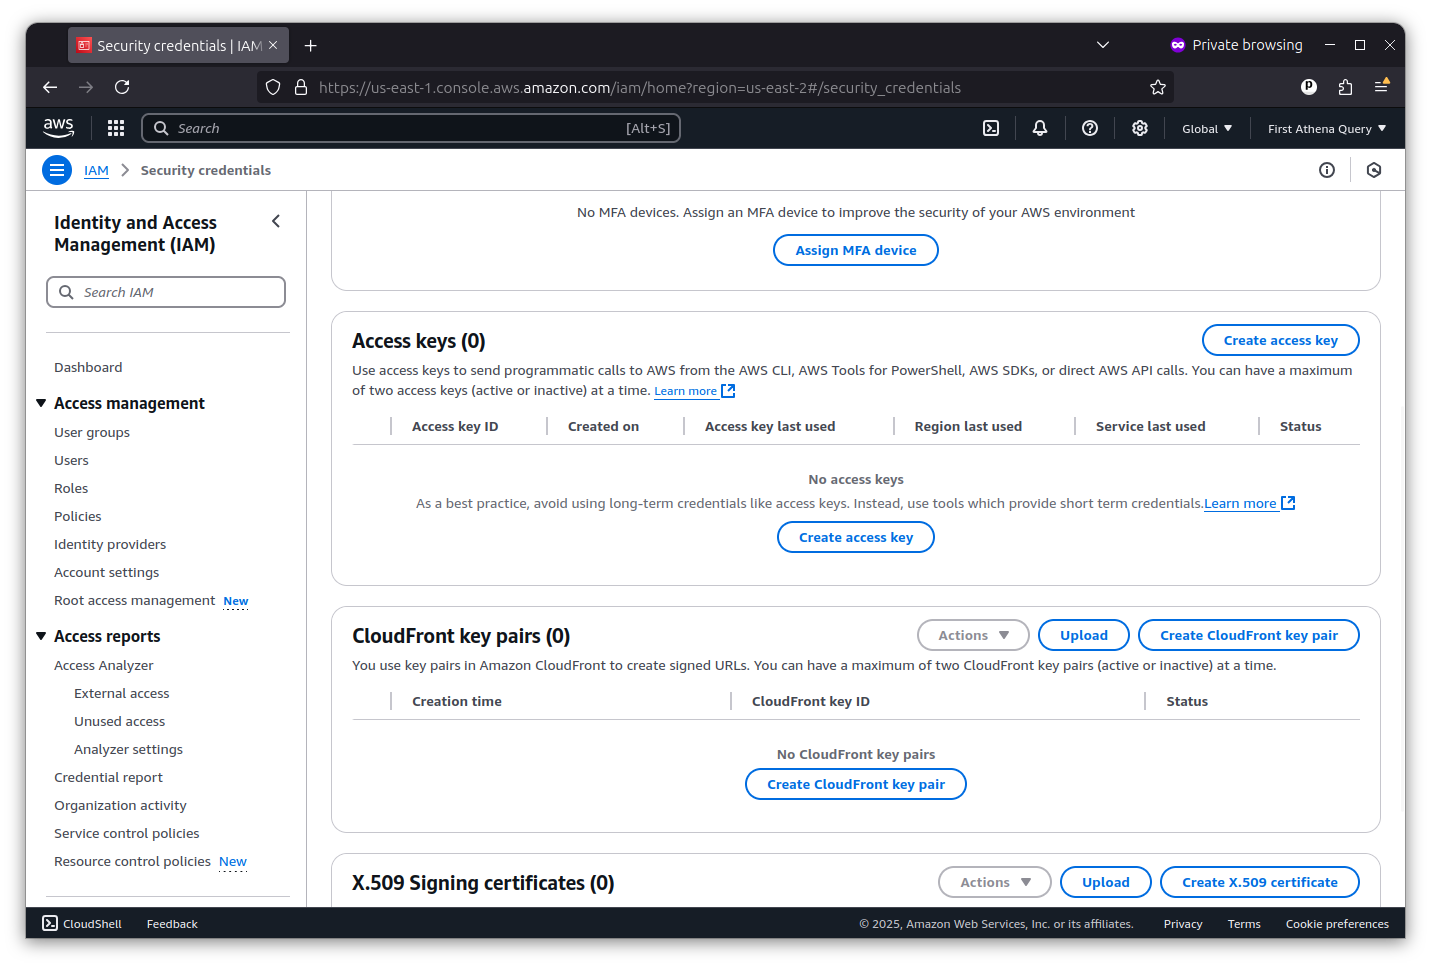 Security credentials | IAM
Private browsing
https://us-east-1.console.aws.amazon.com/iam/home?region=us-east-2#/security_credentials
aws
Search
[Alt+S]
Global
First Athena Query
IAM
Security credentials
Identity and Access
Management (IAM)
Search IAM
Dashboard
Access management
User groups
Users
Roles
Policies
Identity providers
Account settings
Root access management New
Access reports
Access Analyzer
External access
Unused access
Analyzer settings
Credential report
Organization activity
Service control policies
Resource control policies New
No MFA devices. Assign an MFA device to improve the security of your AWS environment
Assign MFA device
Access keys (0)
Create access key
Use access keys to send programmatic calls to AWS from the AWS CLI, AWS Tools for PowerShell, AWS SDKs, or direct AWS API calls. You can have a maximum
of two access keys (active or inactive) at a time. Learn more
Access key ID
Created on
Access key last used
Region last used
Service last used
Status
No access keys
As a best practice, avoid using long-term credentials like access keys. Instead, use tools which provide short term credentials.Learn more
Create access key
CloudFront key pairs (0)
Actions
Upload
Create CloudFront key pair
You use key pairs in Amazon CloudFront to create signed URLs. You can have a maximum of two CloudFront key pairs (active or inactive) at a time.
Creation time
CloudFront key ID
Status
No CloudFront key pairs
Create CloudFront key pair
X.509 Signing certificates (0)
Actions
Upload
Create X.509 certificate
CloudShell
Feedback
© 2025, Amazon Web Services, Inc. or its affiliates.
Privacy
Terms
Cookie preferences